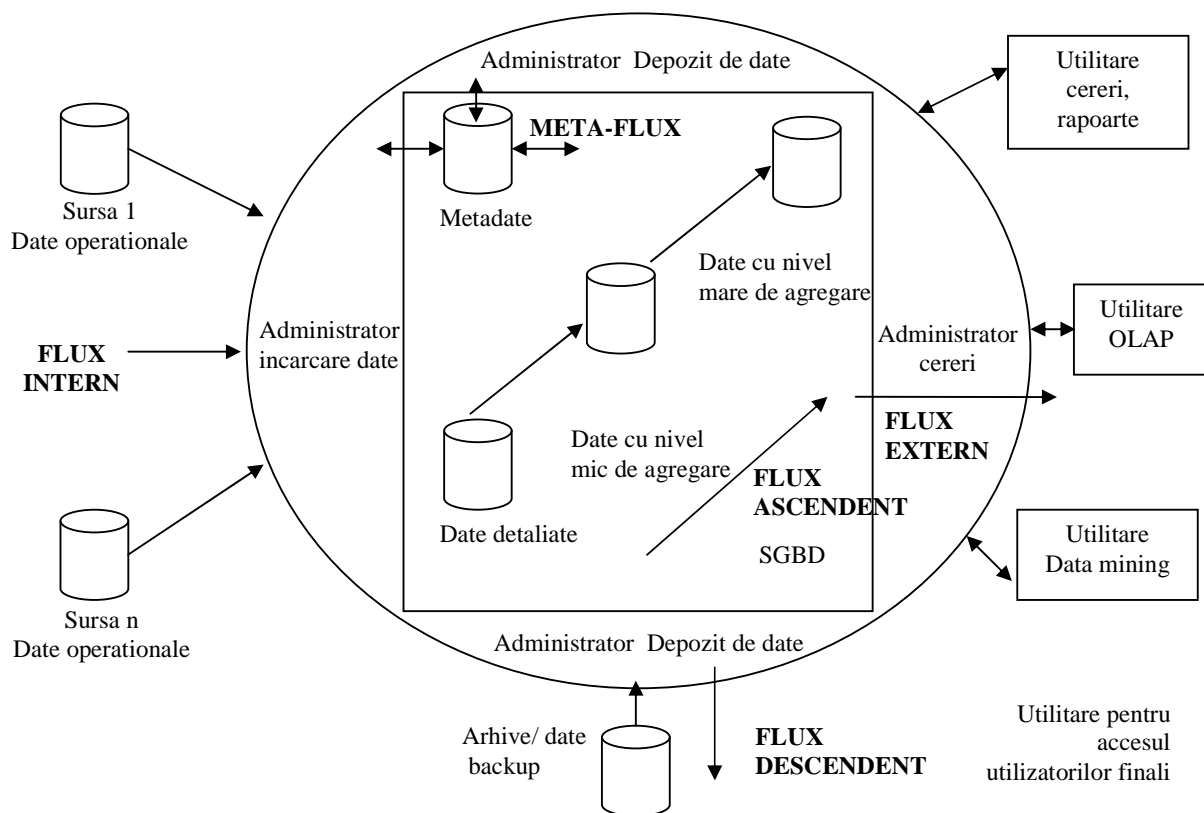 Administrator Depozit de date
Utilitare
cereri,
rapoarte
META-FLUX
Sursa 1
Date operationale
Metadate
Date cu nivel
mare de agregare
Administrator
incarcare date
FLUX
INTERN
Administrator
cereri
Utilitare
OLAP
FLUX
EXTERN
Date cu nivel
mic de agregare
FLUX
ASCENDENT
Date detaliate
SGBD
Utilitare
Data mining
Sursa n
Date operationale
Administrator Depozit de date
Arhive/ date
backup
FLUX
DESCENDENT
Utilitare pentru
accesul
utilizatorilor finali